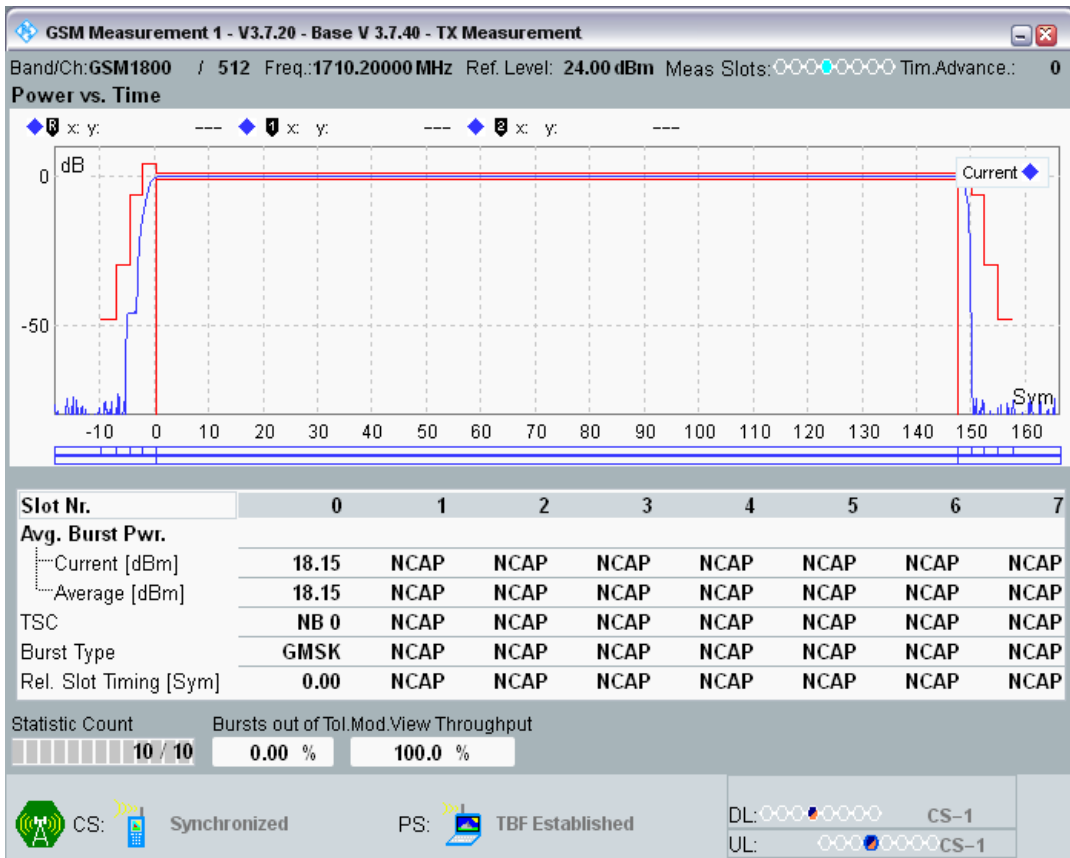 GSM Measurement 1 - V3.7.20 - Base V 3.7.40 - TX Measurement
Band/Ch:GSM1800 / 512 Freq.:1710.20000 MHz Ref. Level: 24.00 dBm Meas Slots: Tim.Advance.: 0
Power vs. Time
R x: y: --- 1 x: y: --- 2 x: y: ---
dB
0
Current
-50
Sym
-10 0 10 20 30 40 50 60 70 80 90 100 110 120 130 140 150 160
Slot Nr. 0 1 2 3 4 5 6 7
Avg. Burst Pwr.
Current [dBm] 18.15 NCAP NCAP NCAP NCAP NCAP NCAP NCAP
Average [dBm] 18.15 NCAP NCAP NCAP NCAP NCAP NCAP NCAP
TSC NB 0 NCAP NCAP NCAP NCAP NCAP NCAP NCAP
Burst Type GMSK NCAP NCAP NCAP NCAP NCAP NCAP NCAP
Rel. Slot Timing [Sym] 0.00 NCAP NCAP NCAP NCAP NCAP NCAP NCAP
Statistic Count Bursts out of Tol.Mod.View Throughput
10 / 10 0.00 % 100.0 %
CS: Synchronized PS: TBF Established
DL: CS-1
UL: CS-1